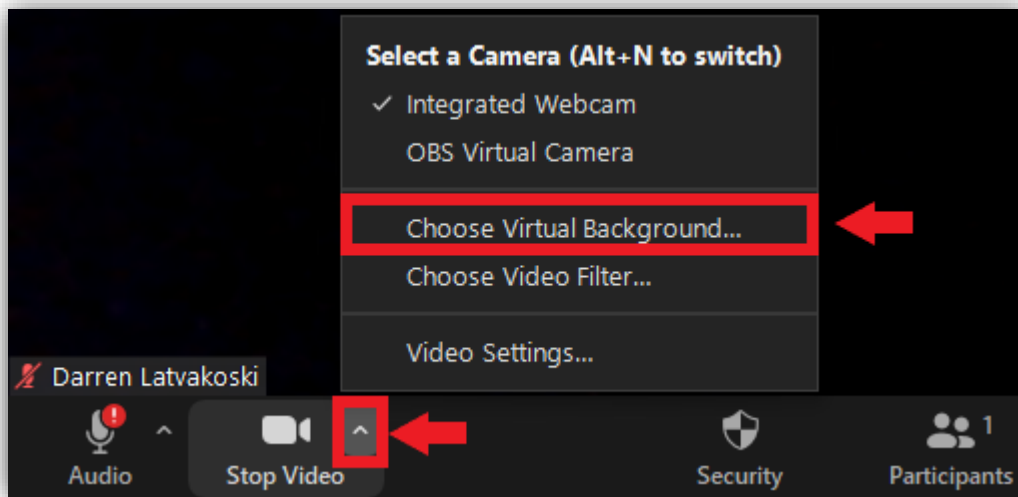 Select a Camera (Alt+N to switch)
Integrated Webcam
OBS Virtual Camera
Choose Virtual Background...
Choose Video Filter...
Video Settings...
Darren Latvakoski
Audio
Stop Video
Security
1
Participants